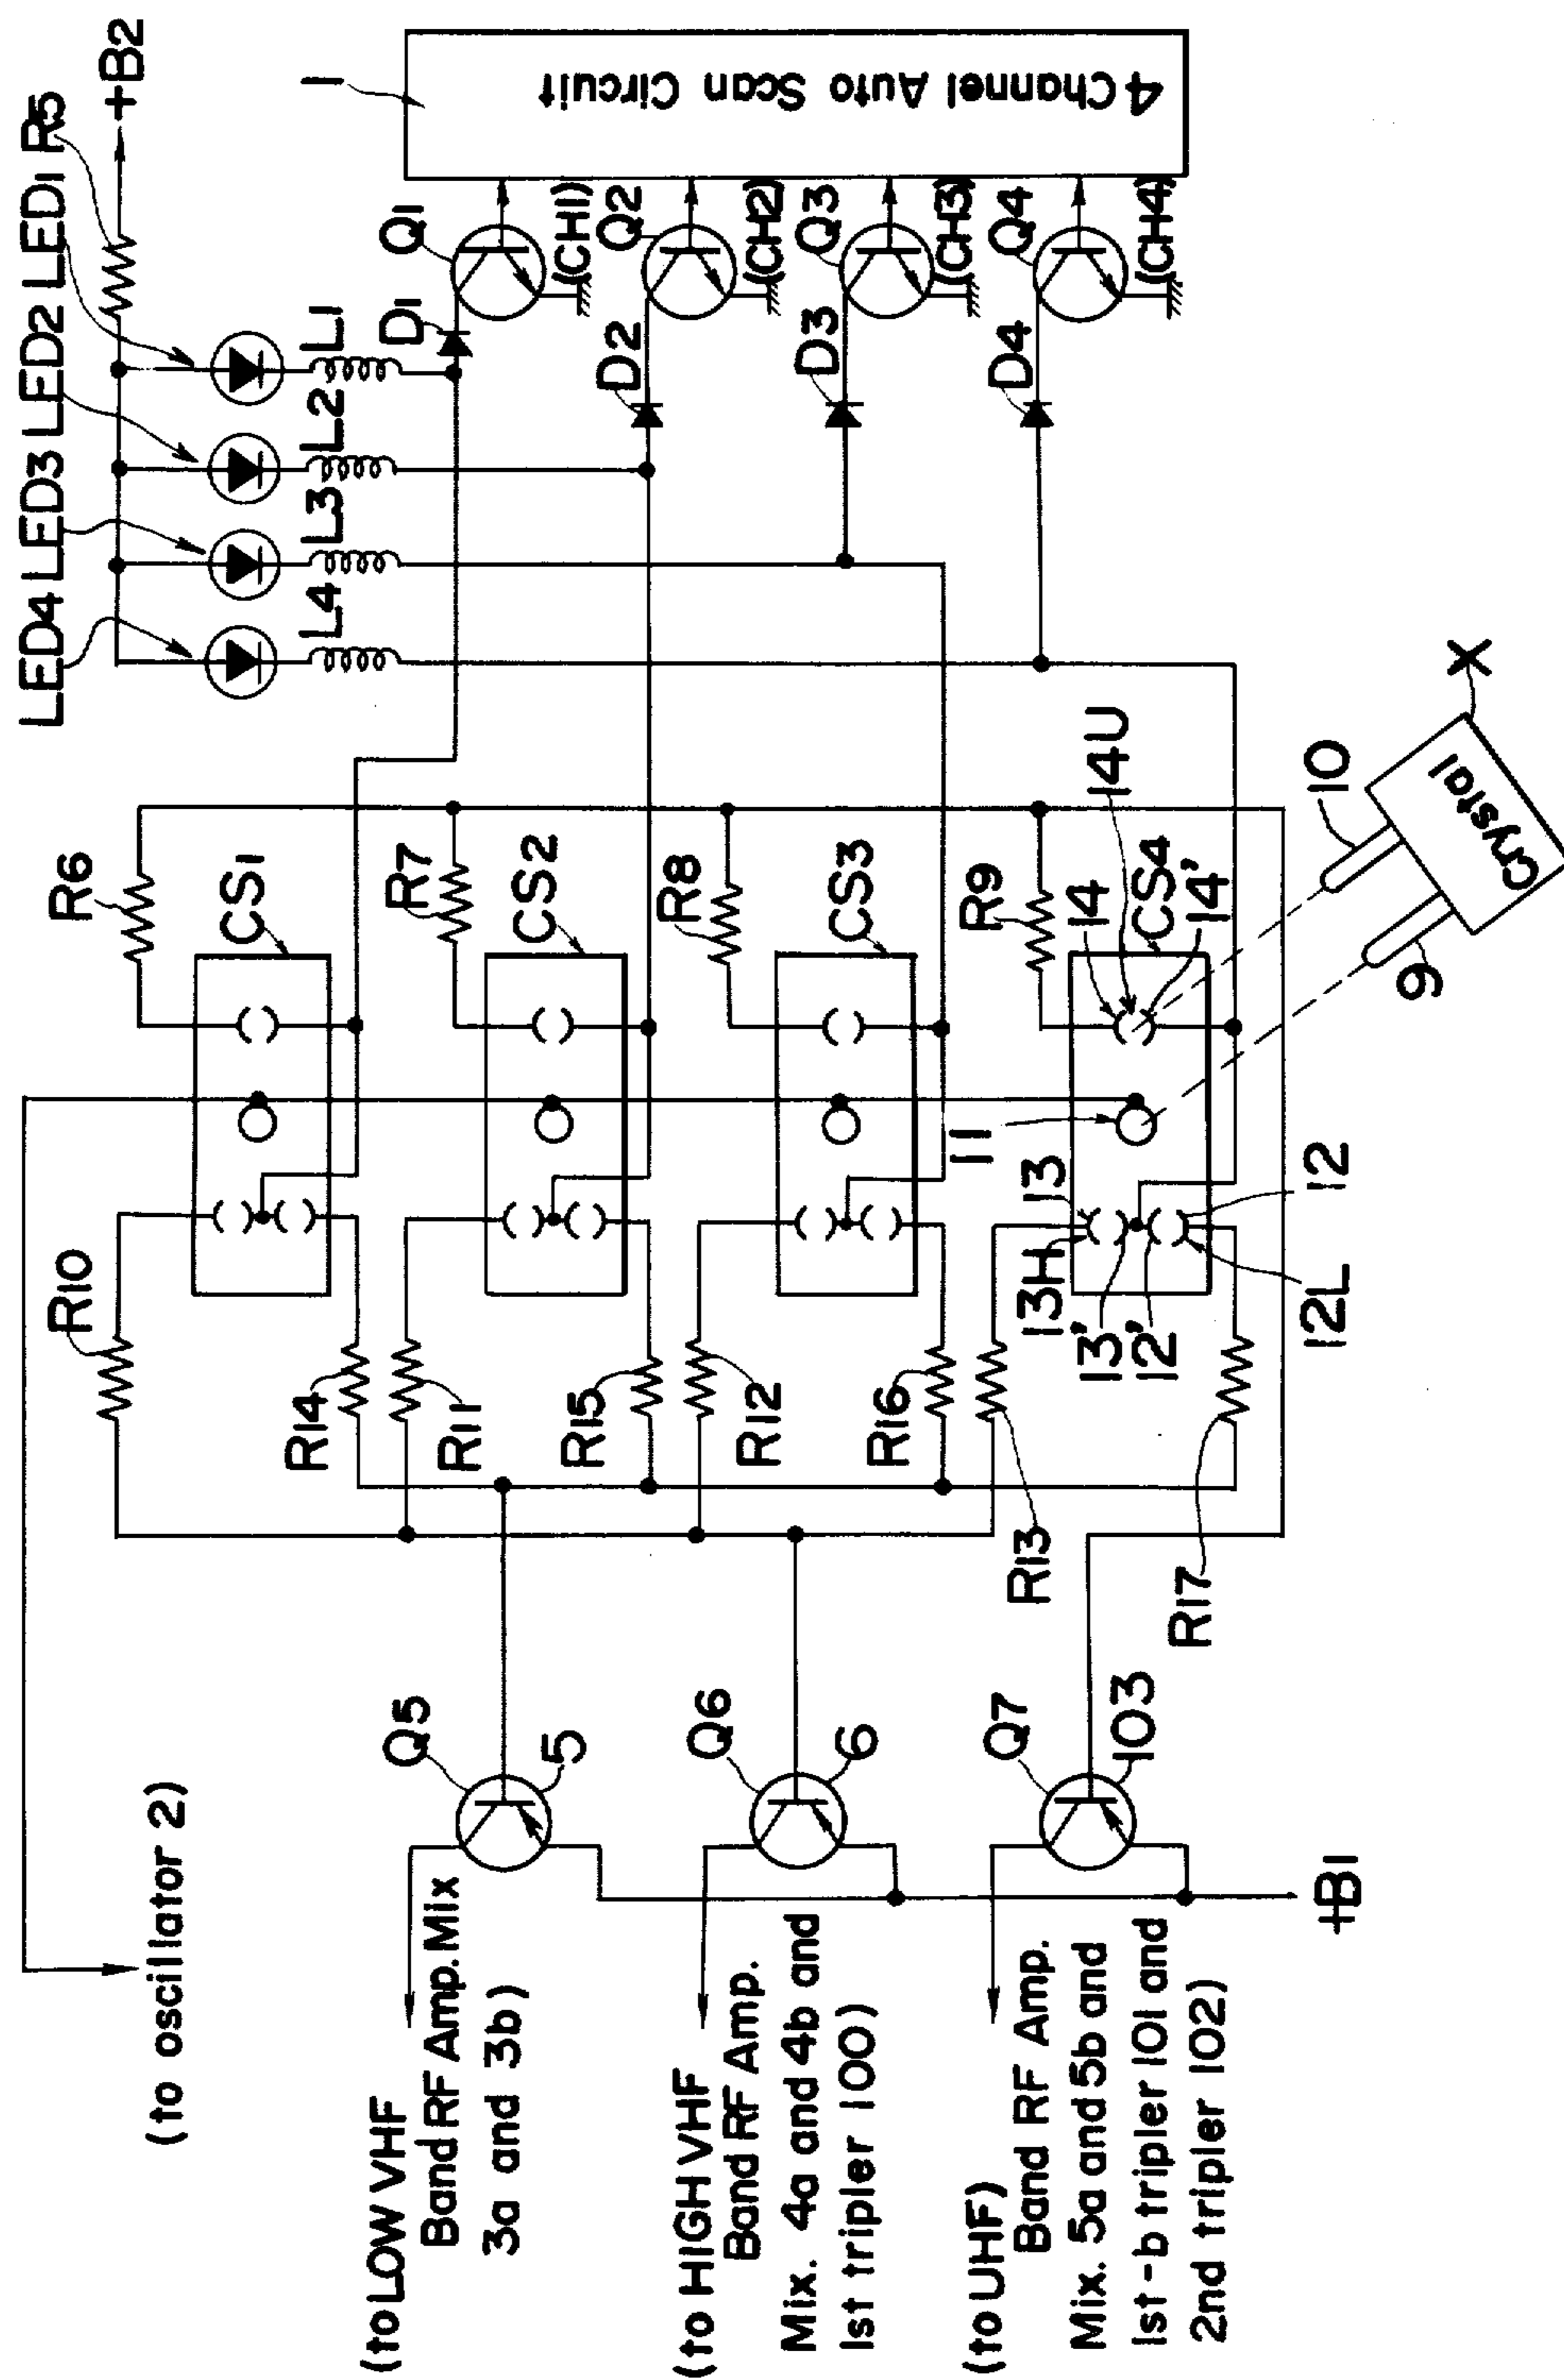 (to oscillator 2)
(to LOW VHF
Band RF Amp. Mix
3a and 3b)
Q5
5
(to HIGH VHF
Band RF Amp.
Mix. 4a and 4b and
1st tripler 100)
Q6
6
(to UHF)
Band RF Amp.
Mix. 5a and 5b and
1st-b tripler 101 and
2nd tripler 102)
Q7
103
+B1
R10
R14
R11
R15
R12
R16
R13
R17
R6
CS1
R7
CS2
R8
CS3
R9
CS4
14
14U
14'
11
13
13H
13'
12'
12
12L
10
9
X
Crystal
LED4
LED3
LED2
LED1
R5
+B2
L4
L3
L2
L1
D1
Q1
(CH1)
D2
Q2
(CH2)
D3
Q3
(CH3)
D4
Q4
(CH4)
1
4 Channel Auto Scan Circuit